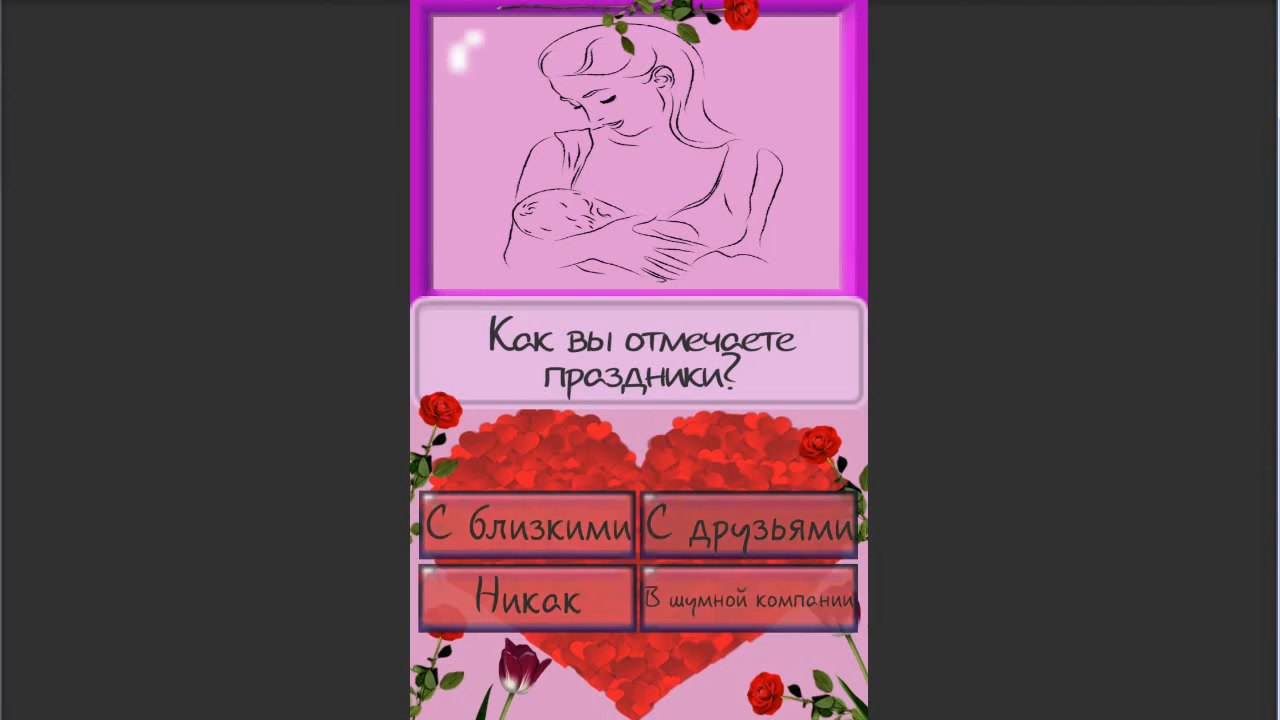 Как вы отмечаете
праздники?
С близкими
С друзьями
Никак
В шумной компании